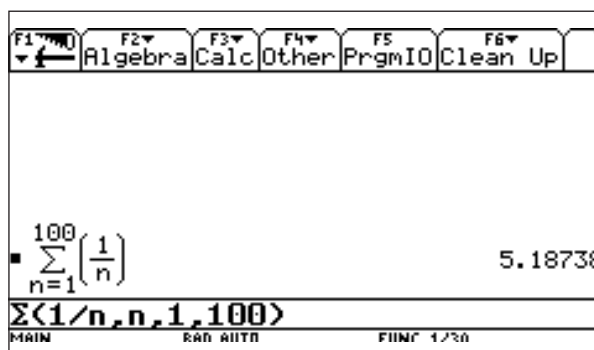 F1 F2 F3 F4 F5 F6
Algebra Calc Other PrgmIO Clean Up
100
∑ (1/n) 5.18738
n=1
Σ(1/n,n,1,100)
MAIN RAD AUTO FUNC 1/30